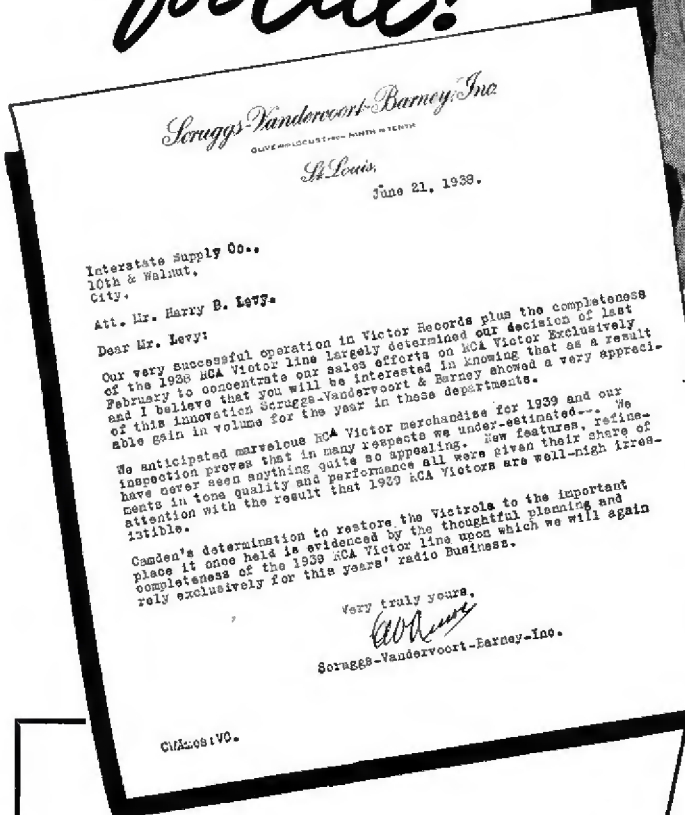 for me!
Scruggs-Vandervoort-Barney, Inc
St. Louis,
June 21, 1938.
Interstate Supply Co.,
10th & Walnut,
City.
Att. Mr. Harry B. Levy.
Dear Mr. Levy:
Our very successful operation in Victor Records plus the completeness
of the 1938 RCA Victor line largely determined our decision of last
February to concentrate our sales efforts on RCA Victor Exclusively
and I believe that you will be interested in knowing that as a result
of this innovation Scruggs-Vandervoort & Barney showed a very appreci-
able gain in volume for the year in these departments.
We anticipated marvelous RCA Victor merchandise for 1939 and our
inspection proves that in many respects we under-estimated--. We
have never seen anything quite so appealing. New features, refine-
ments in tone quality and performance all were given their share of
attention with the result that 1939 RCA Victors are well-nigh irres-
istible.
Camden's determination to restore the Victrola to the important
place it once held is evidenced by the thoughtful planning and
completeness of the 1939 RCA Victor line upon which we will again
rely exclusively for this years' radio Business.
Very truly yours,
Scruggs-Vandervoort-Barney-Inc.